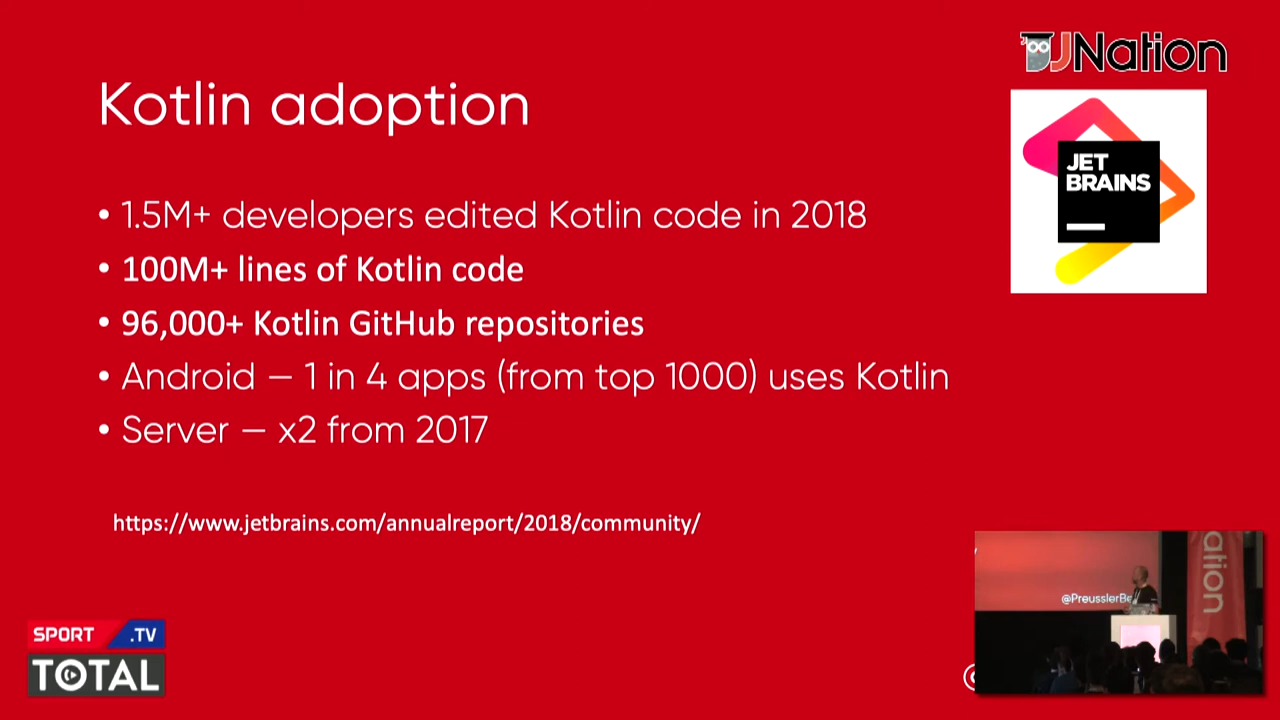 JNation
Kotlin adoption
JET
BRAINS
• 1.5M+ developers edited Kotlin code in 2018
• 100M+ lines of Kotlin code
• 96,000+ Kotlin GitHub repositories
• Android – 1 in 4 apps (from top 1000) uses Kotlin
• Server – x2 from 2017
https://www.jetbrains.com/annualreport/2018/community/
ation
@PreusslerBe
SPORT .TV
TOTAL